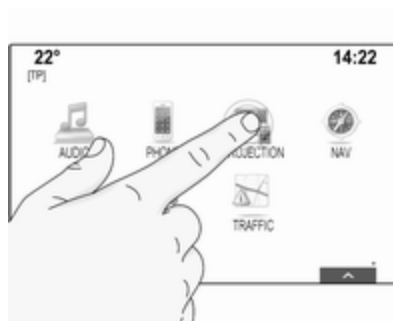 22° 14:22
[TP]
AUDIO PHONE PROJECTION NAV
TRAFFIC